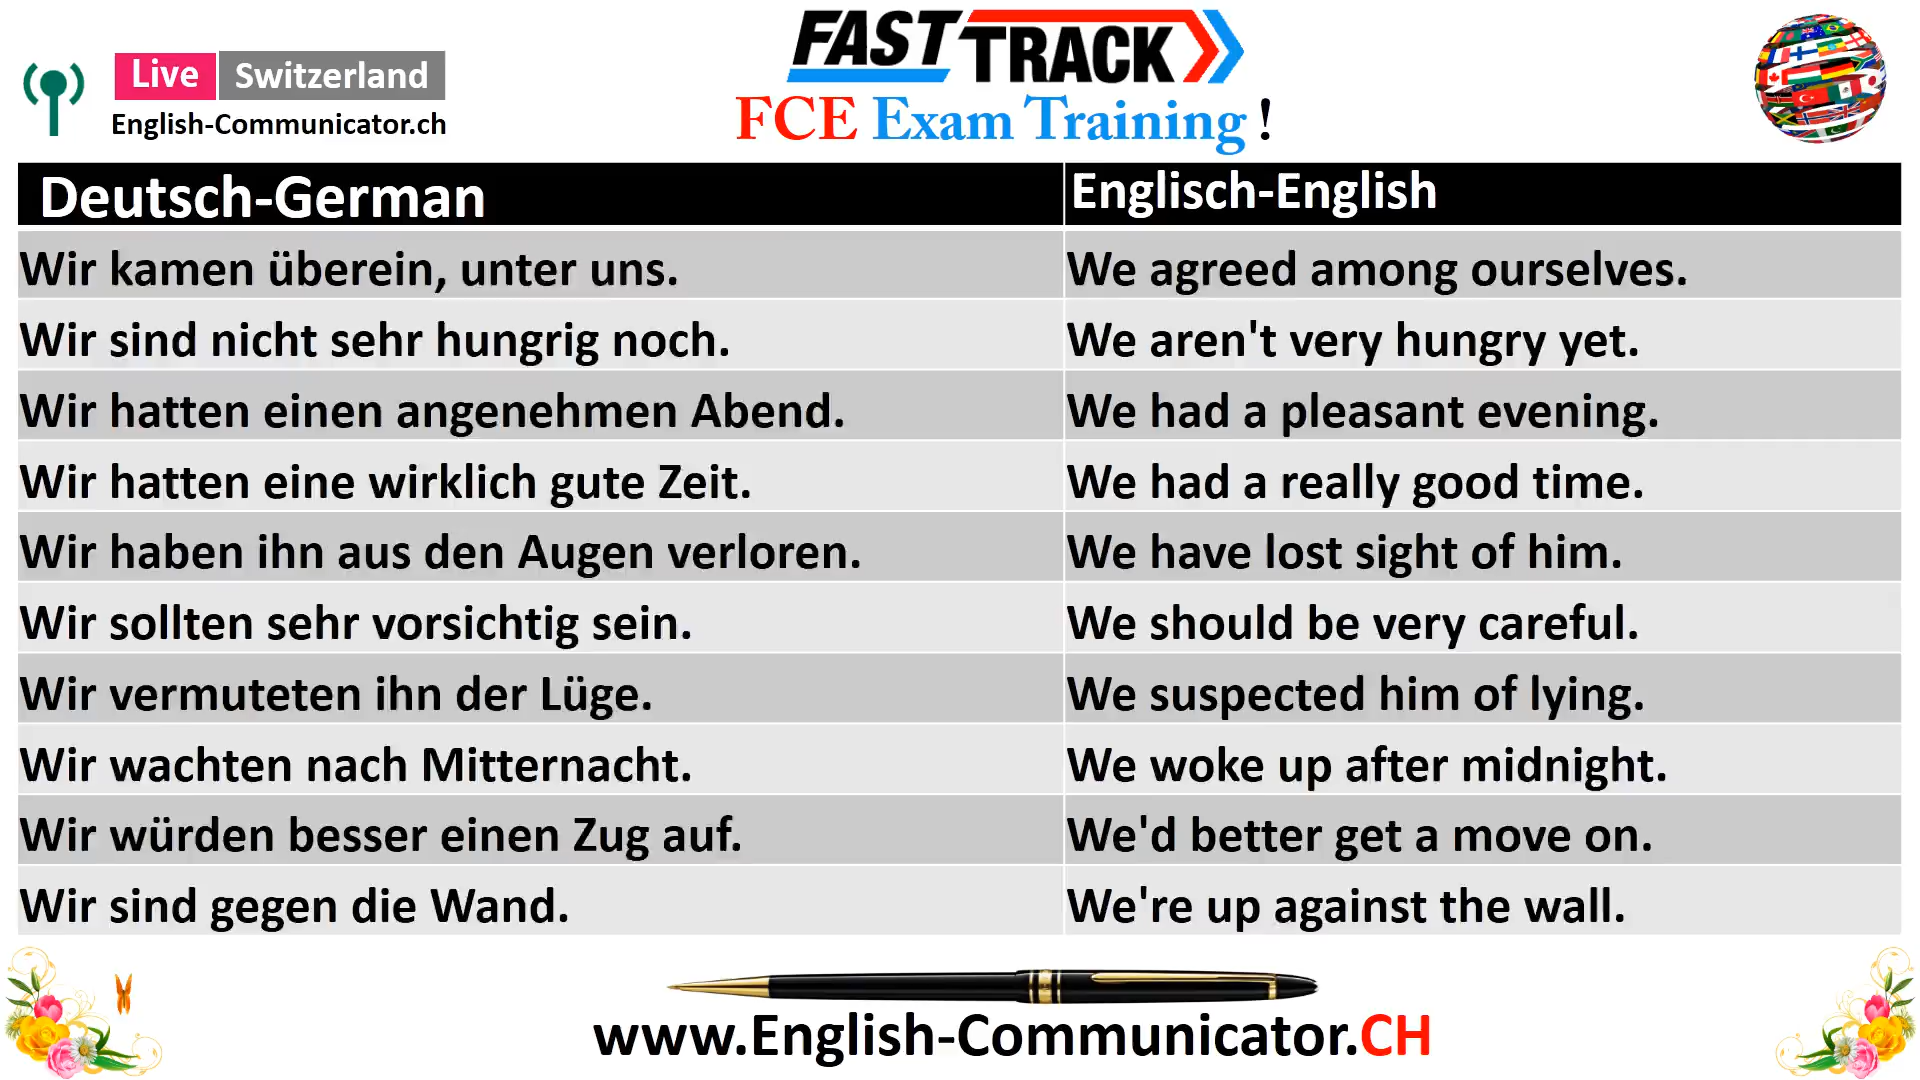 FAST TRACK
Live Switzerland
English-Communicator.ch
FCE Exam Training !
Deutsch-German Englisch-English
Wir kamen überein, unter uns. We agreed among ourselves.
Wir sind nicht sehr hungrig noch. We aren't very hungry yet.
Wir hatten einen angenehmen Abend. We had a pleasant evening.
Wir hatten eine wirklich gute Zeit. We had a really good time.
Wir haben ihn aus den Augen verloren. We have lost sight of him.
Wir sollten sehr vorsichtig sein. We should be very careful.
Wir vermuteten ihn der Lüge. We suspected him of lying.
Wir wachten nach Mitternacht. We woke up after midnight.
Wir würden besser einen Zug auf. We'd better get a move on.
Wir sind gegen die Wand. We're up against the wall.
www.English-Communicator.CH